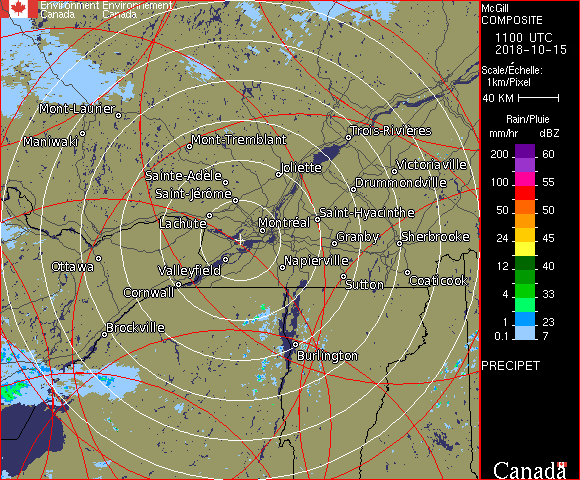 Environment Environnement
Canada Canada
McGill
COMPOSITE
1100 UTC
2018-10-15
Scale/Échelle:
1km/Pixel
40 KM
Rain/Pluie
mm/hr dBZ
200 60
100 55
50 50
24 45
12 40
4 33
1 23
0.1 7
PRECIPET
Canada
Mont-Laurier
Maniwaki
Mont-Tremblant
Trois-Rivières
Sainte-Adèle
Joliette
Victoriaville
Saint-Jérôme
Drummondville
Lachute
Montréal
Saint-Hyacinthe
Granby
Sherbrooke
Ottawa
Valleyfield
Napierville
Cornwall
Sutton
Coaticook
Brockville
Burlington